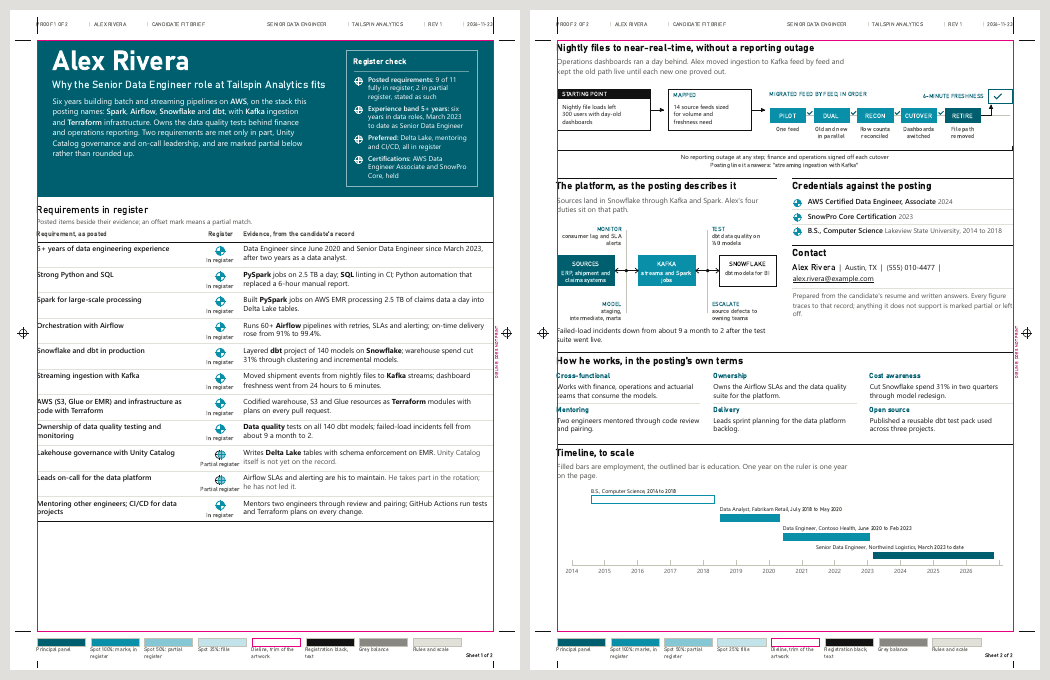 PROOF 1 OF 2 | ALEX RIVERA | CANDIDATE FIT BRIEF SENIOR DATA ENGINEER | TAILSPIN ANALYTICS | REV 1 | 2026-11-22
Alex Rivera
Why the Senior Data Engineer role at Tailspin Analytics fits
Six years building batch and streaming pipelines on AWS, on the stack this
posting names: Spark, Airflow, Snowflake and dbt, with Kafka ingestion
and Terraform infrastructure. Owns the data quality tests behind finance
and operations reporting. Two requirements are met only in part, Unity
Catalog governance and on-call leadership, and are marked partial below
rather than rounded up.
Register check
Posted requirements: 9 of 11
fully in register; 2 in partial
register, stated as such
Experience band 5+ years: six
years in data roles, March 2023
to date as Senior Data Engineer
Preferred: Delta Lake, mentoring
and CI/CD, all in register
Certifications: AWS Data
Engineer Associate and SnowPro
Core, held
Requirements in register
Posted items beside their evidence; an offset mark means a partial match.
Requirement, as posted Register Evidence, from the candidate's record
5+ years of data engineering experience In register Data Engineer since June 2020 and Senior Data Engineer since March 2023,
after two years as a data analyst.
Strong Python and SQL In register PySpark jobs on 2.5 TB a day; SQL linting in CI; Python automation that
replaced a 6-hour manual report.
Spark for large-scale processing In register Built PySpark jobs on AWS EMR processing 2.5 TB of claims data a day into
Delta Lake tables.
Orchestration with Airflow In register Runs 60+ Airflow pipelines with retries, SLAs and alerting; on-time delivery
rose from 91% to 99.4%.
Snowflake and dbt in production In register Layered dbt project of 140 models on Snowflake; warehouse spend cut
31% through clustering and incremental models.
Streaming ingestion with Kafka In register Moved shipment events from nightly files to Kafka streams; dashboard
freshness went from 24 hours to 6 minutes.
AWS (S3, Glue or EMR) and infrastructure as
code with Terraform In register Codified warehouse, S3 and Glue resources as Terraform modules with
plans on every pull request.
Ownership of data quality testing and
monitoring In register Data quality tests on all 140 dbt models; failed-load incidents fell from
about 9 a month to 2.
Lakehouse governance with Unity Catalog Partial register Writes Delta Lake tables with schema enforcement on EMR. Unity Catalog
itself is not yet on the record.
Leads on-call for the data platform Partial register Airflow SLAs and alerting are his to maintain. He takes part in the rotation;
he has not led it.
Mentoring other engineers; CI/CD for data
projects In register Mentors two engineers through review and pairing; GitHub Actions run tests
and Terraform plans on every change.
DIELINE: DOES NOT PRINT
Principal panel
Spot 100%: marks, in
register
Spot 50%: partial
register
Spot 25%: fills
Dieline, trim of the
artwork
Registration black,
text
Grey balance
Rules and scale
Sheet 1 of 2
PROOF 2 OF 2 | ALEX RIVERA | CANDIDATE FIT BRIEF SENIOR DATA ENGINEER | TAILSPIN ANALYTICS | REV 1 | 2026-11-22
Nightly files to near-real-time, without a reporting outage
Operations dashboards ran a day behind. Alex moved ingestion to Kafka feed by feed and
kept the old path live until each new one proved out.
STARTING POINT
Nightly file loads left
300 users with day-old
dashboards
MAPPED
14 source feeds sized
for volume and
freshness need
MIGRATED FEED BY FEED, IN ORDER
6-MINUTE FRESHNESS
PILOT DUAL RECON CUTOVER RETIRE
One feed
Old and new
in parallel
Row counts
reconciled
Dashboards
switched
File path
removed
No reporting outage at any step; finance and operations signed off each cutover
Posting line it answers: "streaming ingestion with Kafka"
The platform, as the posting describes it
Sources land in Snowflake through Kafka and Spark. Alex's four
duties sit on that path.
MONITOR
consumer lag and SLA
alerts
TEST
dbt data quality on
140 models
SOURCES
ERP, shipment and
claims systems
KAFKA
streams and Spark
jobs
SNOWFLAKE
dbt models for BI
MODEL
staging,
intermediate, marts
ESCALATE
source defects to
owning teams
Failed-load incidents down from about 9 a month to 2 after the test
suite went live.
Credentials against the posting
AWS Certified Data Engineer, Associate 2024
SnowPro Core Certification 2023
B.S., Computer Science Lakeview State University, 2014 to 2018
Contact
Alex Rivera | Austin, TX | (555) 010-4477 |
alex.rivera@example.com
Prepared from the candidate's resume and written answers. Every figure
traces to that record; anything it does not support is marked partial or left
off.
How he works, in the posting's own terms
Cross-functional
Works with finance, operations and actuarial
teams that consume the models.
Ownership
Owns the Airflow SLAs and the data quality
suite for the platform.
Cost awareness
Cut Snowflake spend 31% in two quarters
through model redesign.
Mentoring
Two engineers mentored through code review
and pairing.
Delivery
Leads sprint planning for the data platform
backlog.
Open source
Published a reusable dbt test pack used
across three projects.
Timeline, to scale
Filled bars are employment, the outlined bar is education. One year on the ruler is one year
on the page.
B.S., Computer Science, 2014 to 2018
Data Analyst, Fabrikam Retail, July 2018 to May 2020
Data Engineer, Contoso Health, June 2020 to Feb 2023
Senior Data Engineer, Northwind Logistics, March 2023 to date
2014 2015 2016 2017 2018 2019 2020 2021 2022 2023 2024 2025 2026
DIELINE: DOES NOT PRINT
Principal panel
Spot 100%: marks, in
register
Spot 50%: partial
register
Spot 25%: fills
Dieline, trim of the
artwork
Registration black,
text
Grey balance
Rules and scale
Sheet 2 of 2